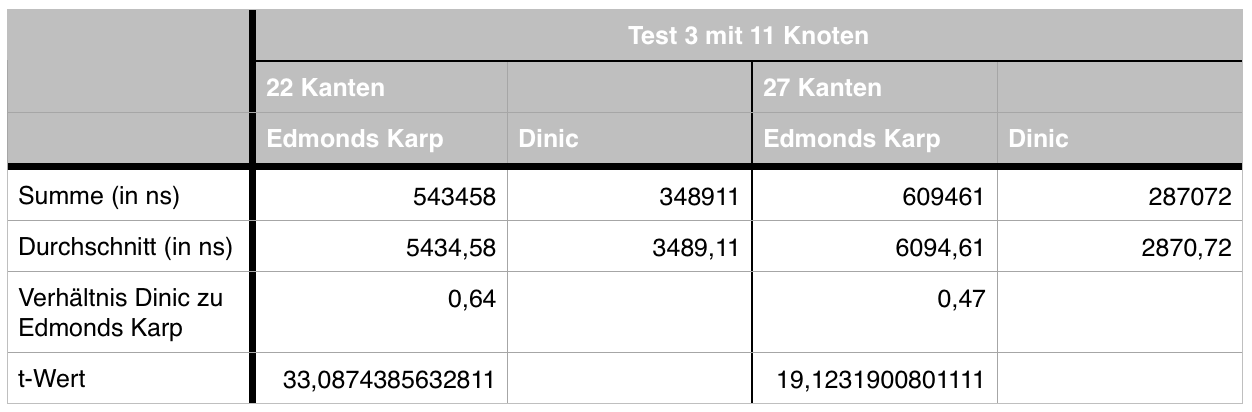 Test 3 mit 11 Knoten
22 Kanten 27 Kanten
Edmonds Karp Dinic Edmonds Karp Dinic
Summe (in ns) 543458 348911 609461 287072
Durchschnitt (in ns) 5434,58 3489,11 6094,61 2870,72
Verhältnis Dinic zu 0,64 0,47
Edmonds Karp
t-Wert 33,0874385632811 19,1231900801111